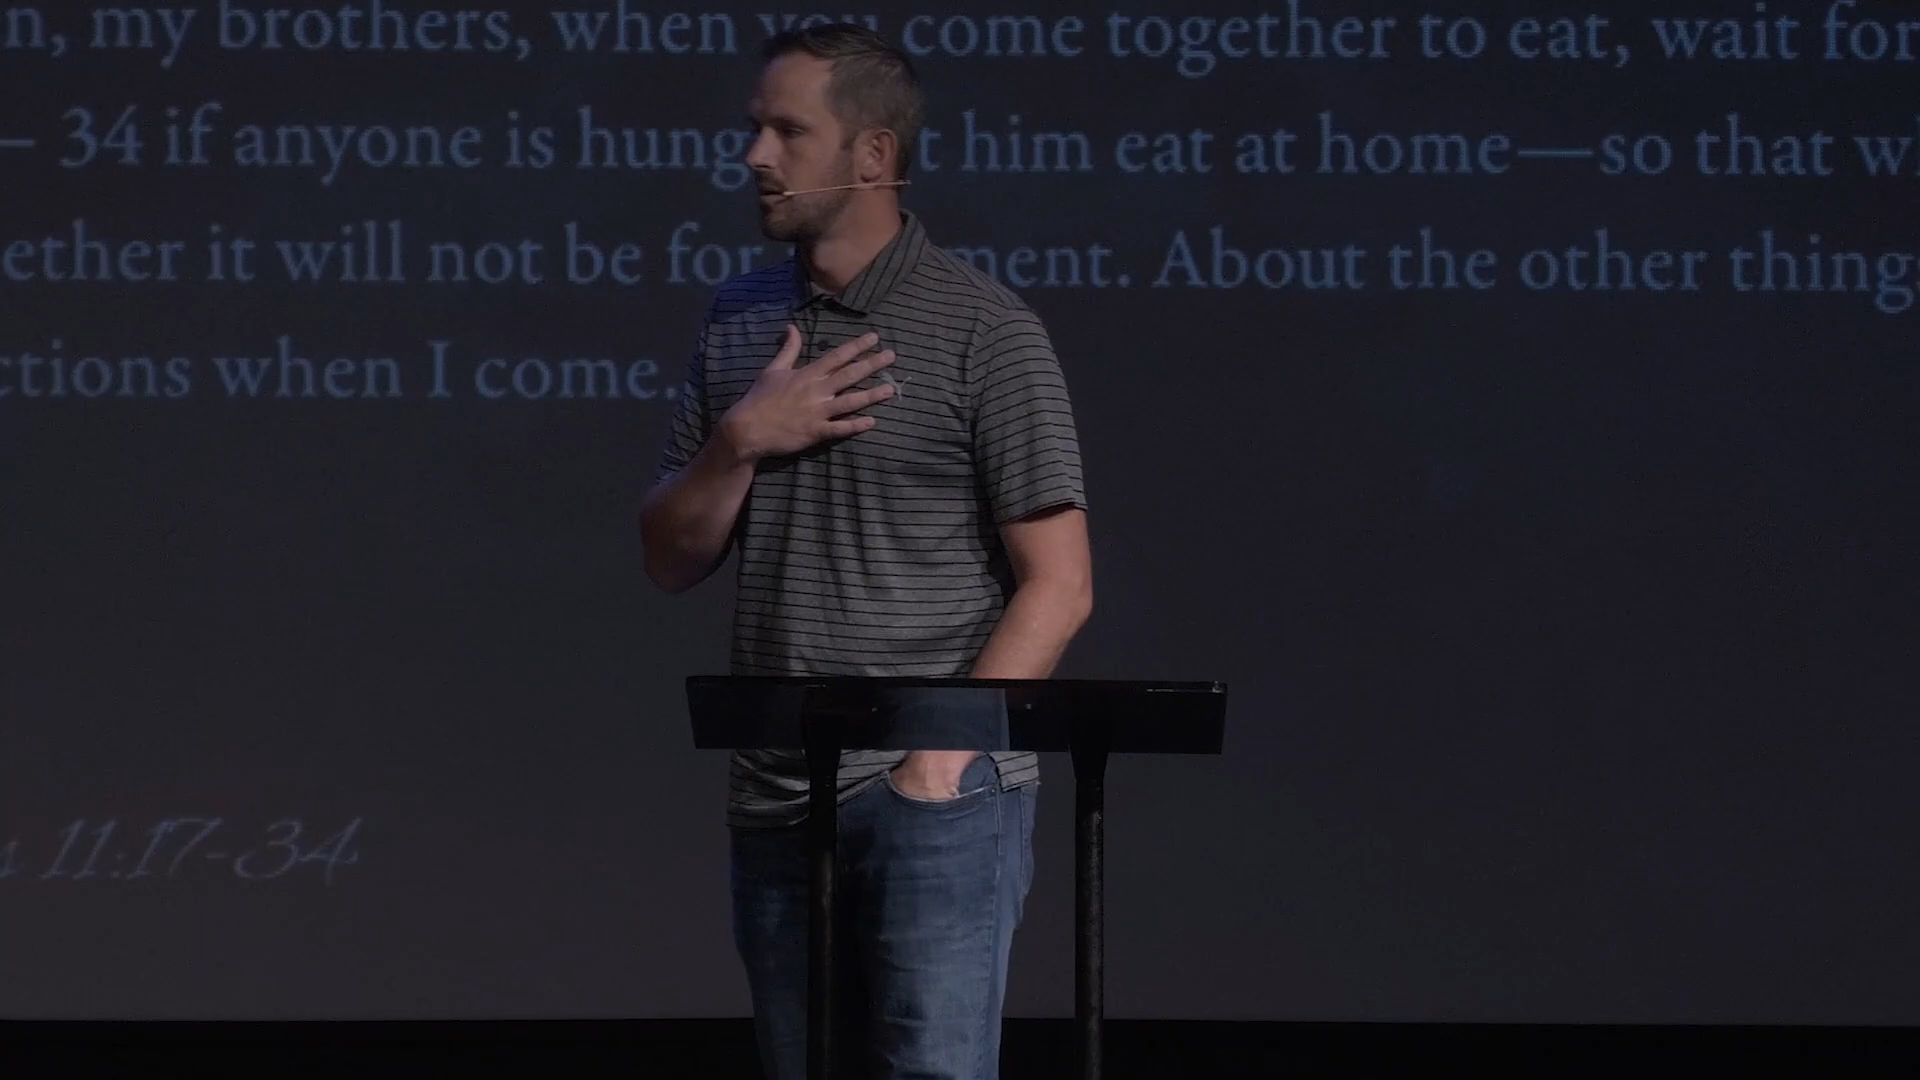 n, my brothers, when you come together to eat, wait for
— 34 if anyone is hung t him eat at home—so that w
ether it will not be for ment. About the other things
ctions when I come.
11:17-34